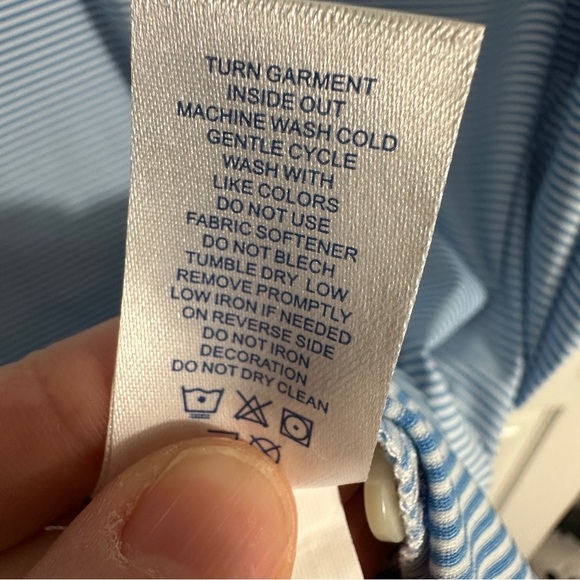 TURN GARMENT
INSIDE OUT
MACHINE WASH COLD
GENTLE CYCLE
WASH WITH
LIKE COLORS
DO NOT USE
FABRIC SOFTENER
DO NOT BLECH
TUMBLE DRY LOW
REMOVE PROMPTLY
LOW IRON IF NEEDED
ON REVERSE SIDE
DO NOT IRON
DECORATION
DO NOT DRY CLEAN